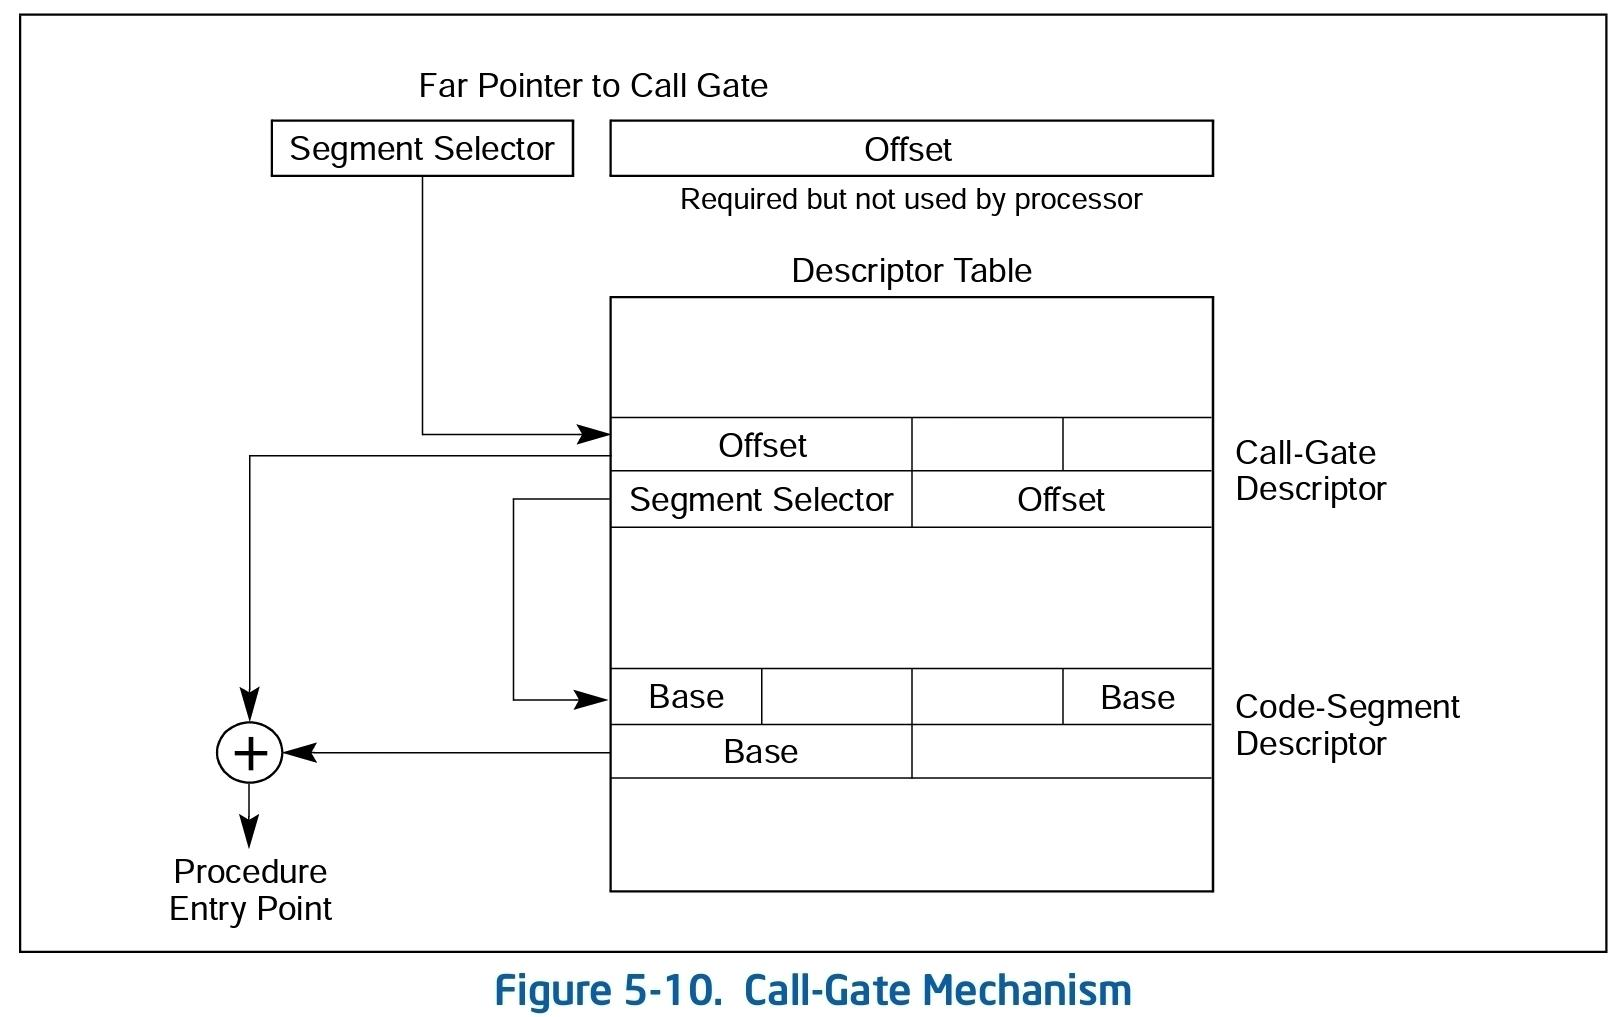 Far Pointer to Call Gate
Segment Selector
Offset
Required but not used by processor
Descriptor Table
Offset
Segment Selector
Offset
Call-Gate
Descriptor
Base
Base
Base
Code-Segment
Descriptor
+
Procedure
Entry Point
Figure 5-10. Call-Gate Mechanism